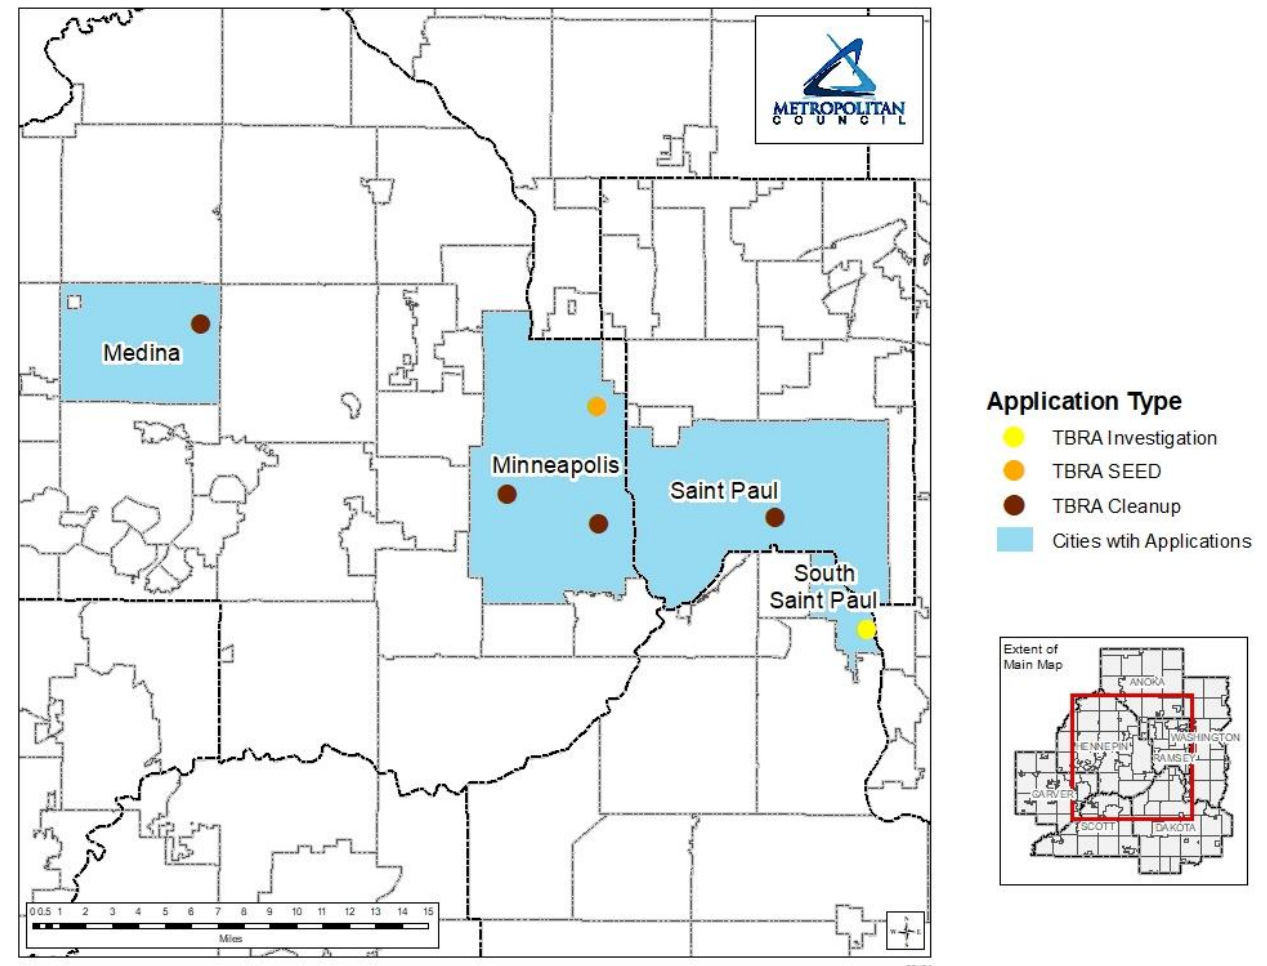 METROPOLITAN
COUNCIL
Medina
Minneapolis
Saint Paul
South
Saint Paul
Application Type
TBRA Investigation
TBRA SEED
TBRA Cleanup
Cities wtih Applications
Extent of
Main Map
ANOKA
HENNEPIN
WASHINGTON
RAMSEY
CARVER
SCOTT
DAKOTA
0 0.5 1 2 3 4 5 6 7 8 9 10 11 12 13 14 15
Miles
N
W E
S